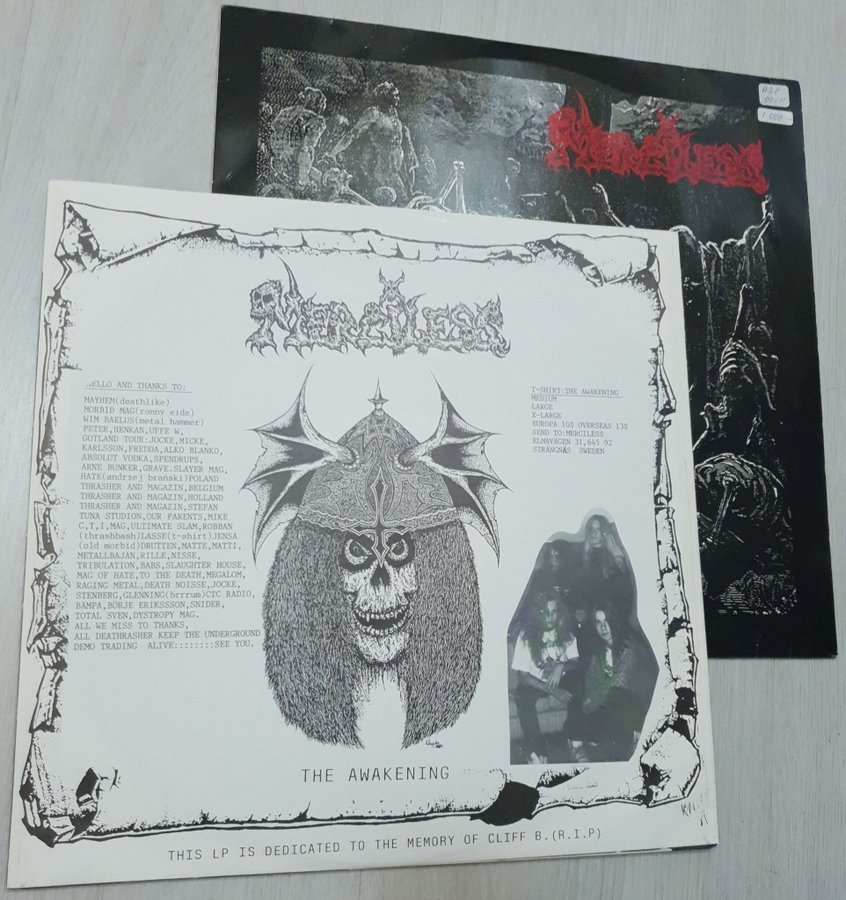 MERCILESS
A.S.P.
001
1 000:-
MERCILESS
HELLO AND THANKS TO:
MAYHEM(deathlike)
MORBID MAG(ronny eide)
WIM BAELUS(metal hammer)
PETER,HENKAN,UFFE W,
GOTLAND TOUR:JOCKE,MICKE,
KARLSSON,FREDDA,ALKO BLANKO,
ABSOLUT VODKA,SPENDRUPS,
ARNE BUNKER,GRAVE.SLAYER MAG,
HATE(andrzej brański)POLAND
THRASHER AND MAGAZIN,BELGIUM
THRASHER AND MAGAZIN,HOLLAND
THRASHER AND MAGAZIN,STEFAN
TUNA STUDION,OUR PARENTS,MIKE
C,T,I,MAG,ULTIMATE SLAM,ROBBAN
(thrashbash)LASSE(t-shirt)JENSA
(old morbid)DRUTTEN,MATTE,MATTI,
METALLBAJAN,RILLE,NISSE,
TRIBULATION,BABS,SLAUGHTER HOUSE,
MAG OF HATE,TO THE DEATH,MEGALOM,
RAGING METAL,DEATH NOISSE,JOCKE,
STENBERG,GLENNING(brrrum)CTC RADIO,
BAMPA,BORJE ERIKSSSON,SNIDER,
TOTAL SVEN,DYSTROPY MAG.
ALL WE MISS TO THANKS,
ALL DEATHRASHER KEEP THE UNDERGROUND
DEMO TRADING ALIVE::::::::SEE YOU.
T-SHIRT:THE AWAKENING
MEDIUM
LARGE
X-LARGE
EUROPA 10$ OVERSEAS 13$
SEND TO:MERCILESS
ELMAVÄGEN 31,645 92
STRÄNGNÄS SWEDEN
THE AWAKENING
THIS LP IS DEDICATED TO THE MEMORY OF CLIFF B.(R.I.P)